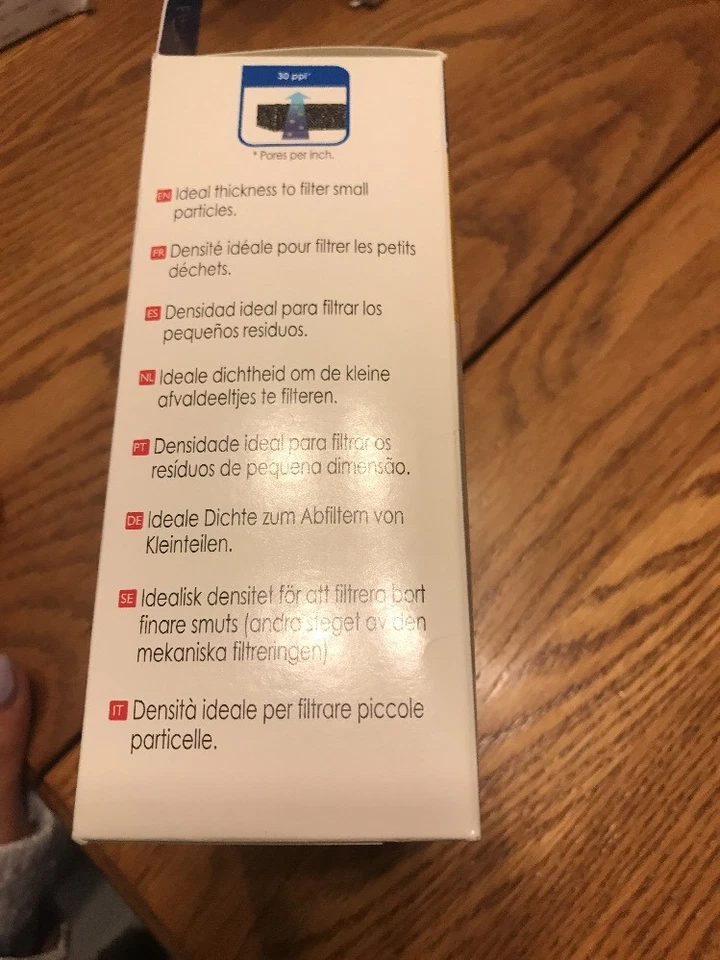 30 ppi*
* Pores per inch.
EN Ideal thickness to filter small
particles.
FR Densité idéale pour filtrer les petits
déchets.
ES Densidad ideal para filtrar los
pequeños residuos.
NL Ideale dichtheid om de kleine
afvaldeeltjes te filteren.
PT Densidade ideal para filtrar os
resíduos de pequena dimensão.
DE Ideale Dichte zum Abfiltern von
Kleinteilen.
SE Idealisk densitet för att filtrera bort
finare smuts (andra steget av den
mekaniska filtreringen)
IT Densità ideale per filtrare piccole
particelle.